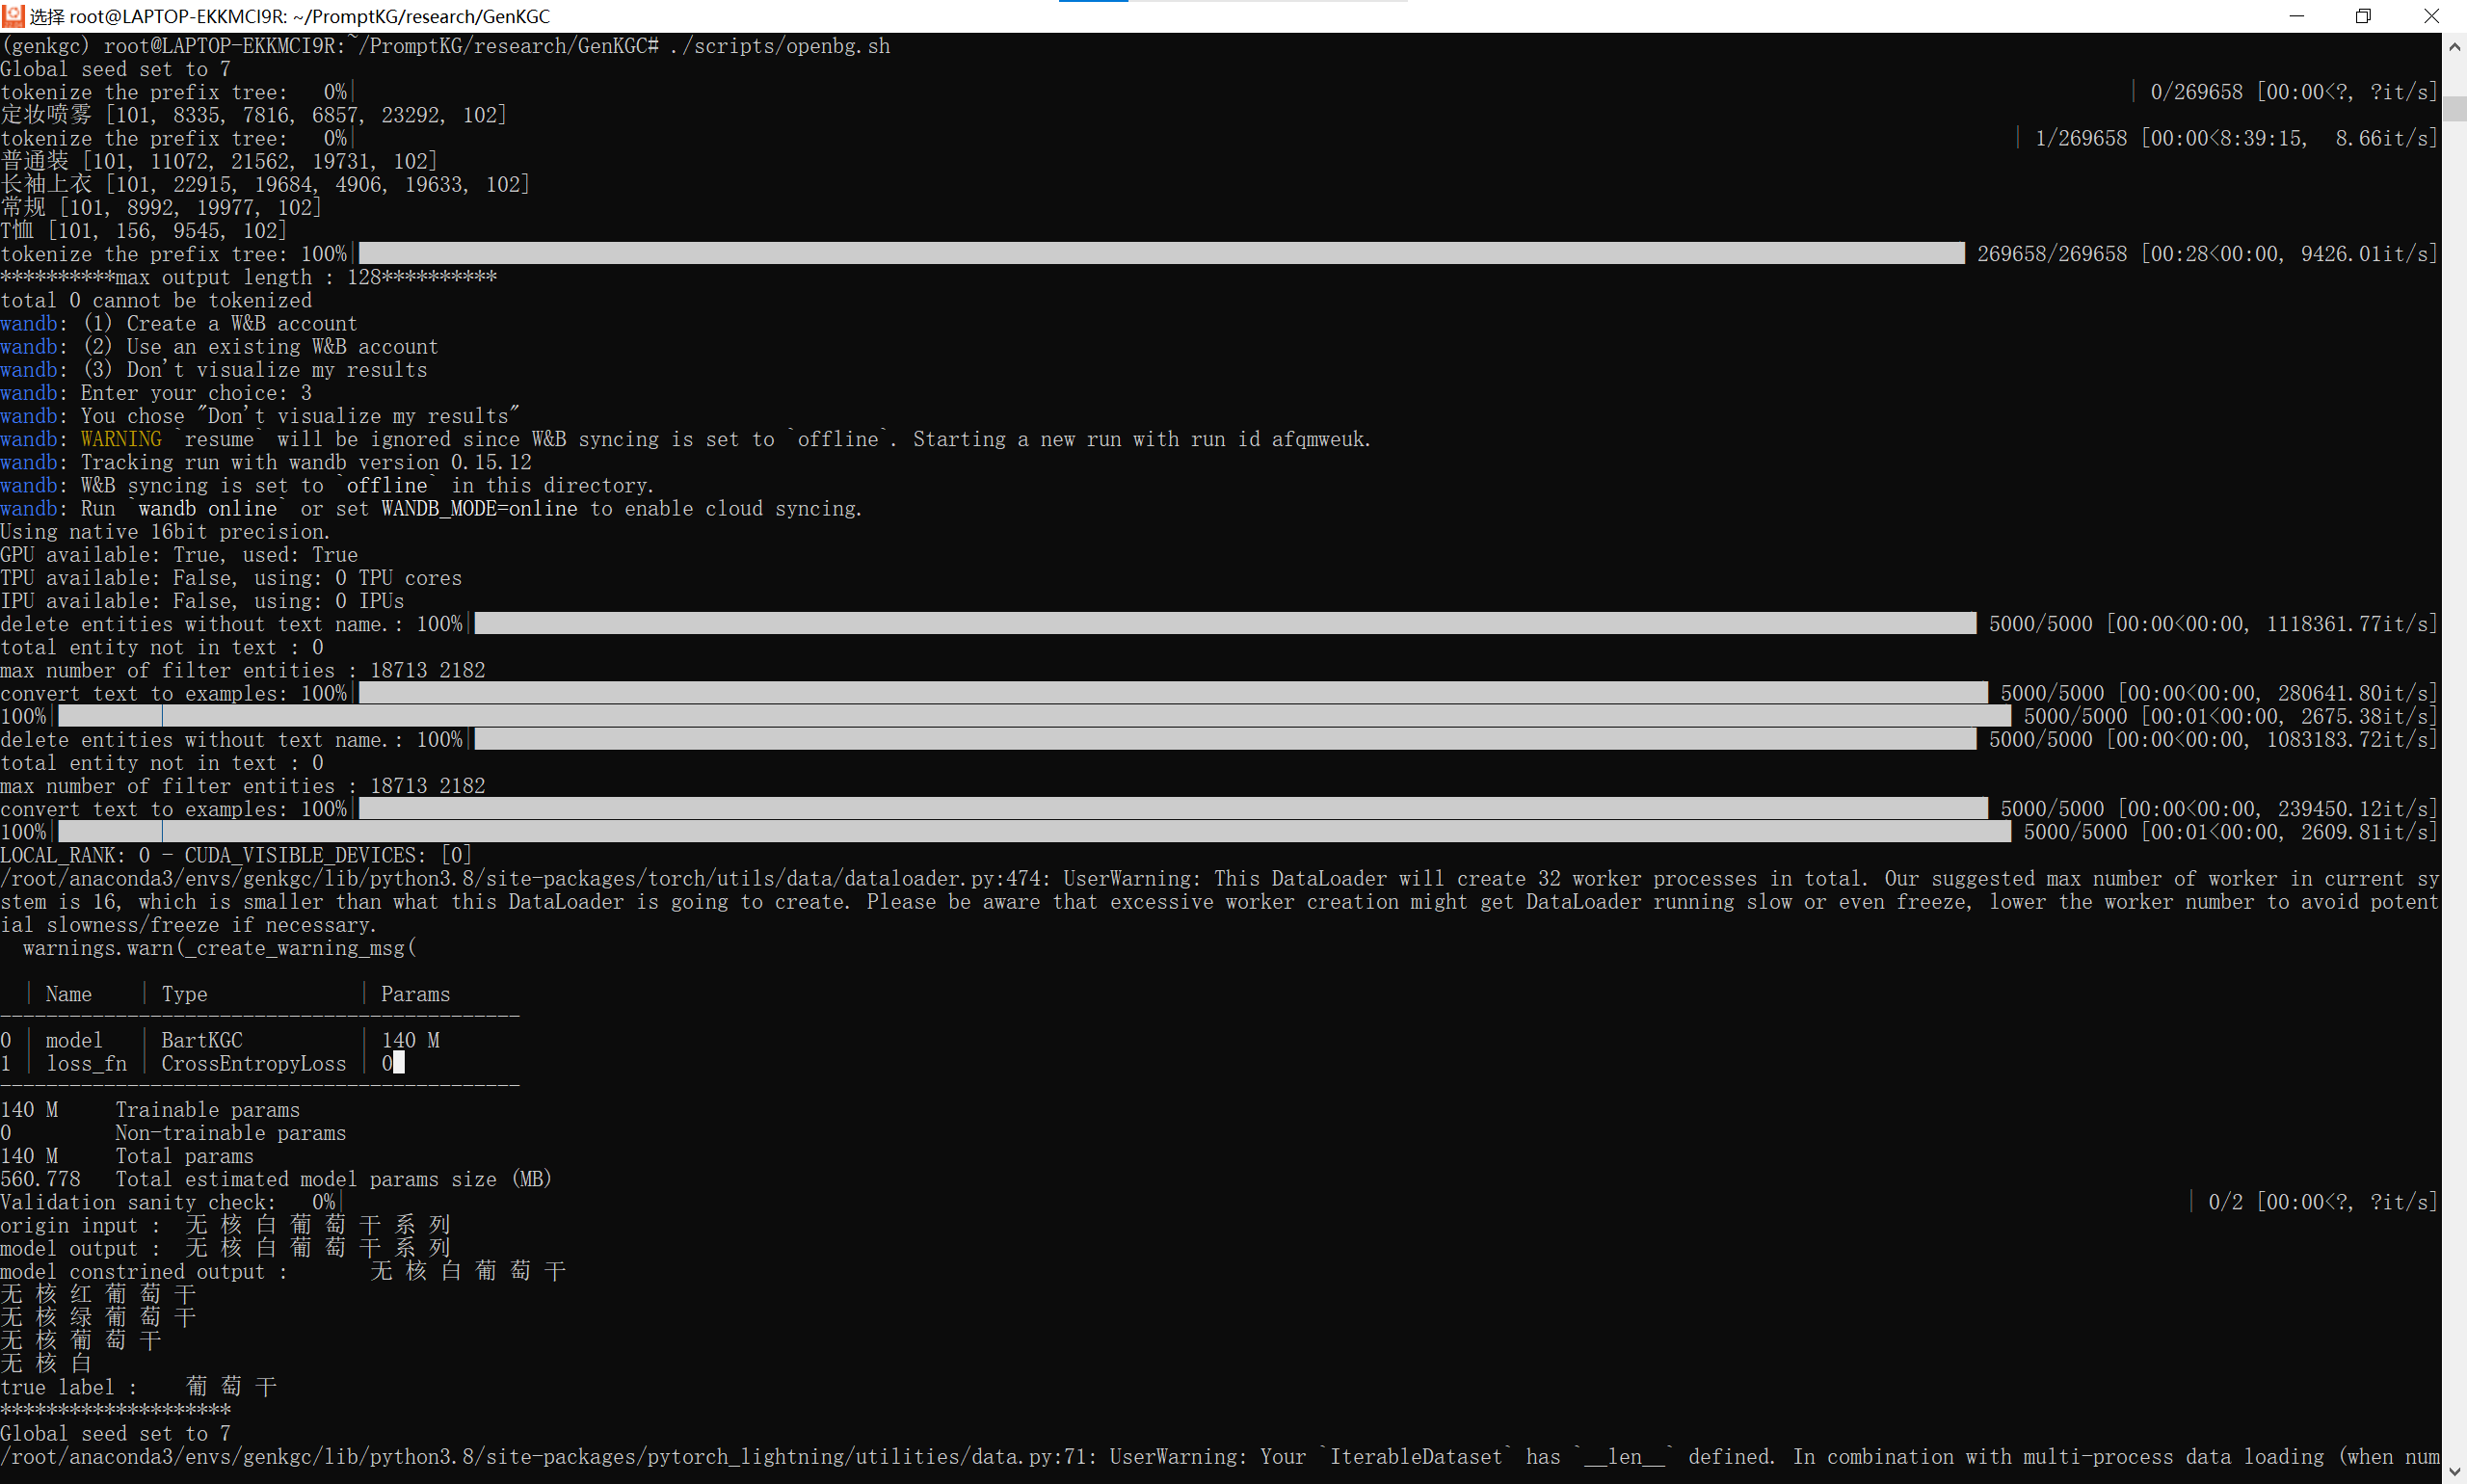 选择 root@LAPTOP-EKKMCI9R: ~/PromptKG/research/GenKGC
(genkgc) root@LAPTOP-EKKMCI9R:~/PromptKG/research/GenKGC# ./scripts/openbg.sh
Global seed set to 7
tokenize the prefix tree:   0%| | 0/269658 [00:00<?, ?it/s]
定妆喷雾 [101, 8335, 7816, 6857, 23292, 102]
tokenize the prefix tree:   0%| | 1/269658 [00:00<8:39:15,  8.66it/s]
普通装 [101, 11072, 21562, 19731, 102]
长袖上衣 [101, 22915, 19684, 4906, 19633, 102]
常规 [101, 8992, 19977, 102]
T恤 [101, 156, 9545, 102]
tokenize the prefix tree: 100%| | 269658/269658 [00:28<00:00, 9426.01it/s]
**********max output length : 128**********
total 0 cannot be tokenized
wandb: (1) Create a W&B account
wandb: (2) Use an existing W&B account
wandb: (3) Don't visualize my results
wandb: Enter your choice: 3
wandb: You chose "Don't visualize my results"
wandb: WARNING `resume` will be ignored since W&B syncing is set to `offline`. Starting a new run with run id afqmweuk.
wandb: Tracking run with wandb version 0.15.12
wandb: W&B syncing is set to `offline` in this directory.
wandb: Run `wandb online` or set WANDB_MODE=online to enable cloud syncing.
Using native 16bit precision.
GPU available: True, used: True
TPU available: False, using: 0 TPU cores
IPU available: False, using: 0 IPUs
delete entities without text name.: 100%| | 5000/5000 [00:00<00:00, 1118361.77it/s]
total entity not in text : 0
max number of filter entities : 18713 2182
convert text to examples: 100%| | 5000/5000 [00:00<00:00, 280641.80it/s]
100%| | 5000/5000 [00:01<00:00, 2675.38it/s]
delete entities without text name.: 100%| | 5000/5000 [00:00<00:00, 1083183.72it/s]
total entity not in text : 0
max number of filter entities : 18713 2182
convert text to examples: 100%| | 5000/5000 [00:00<00:00, 239450.12it/s]
100%| | 5000/5000 [00:01<00:00, 2609.81it/s]
LOCAL_RANK: 0 - CUDA_VISIBLE_DEVICES: [0]
/root/anaconda3/envs/genkgc/lib/python3.8/site-packages/torch/utils/data/dataloader.py:474: UserWarning: This DataLoader will create 32 worker processes in total. Our suggested max number of worker in current sy
stem is 16, which is smaller than what this DataLoader is going to create. Please be aware that excessive worker creation might get DataLoader running slow or even freeze, lower the worker number to avoid potent
ial slowness/freeze if necessary.
  warnings.warn(_create_warning_msg(
  | Name    | Type             | Params
---------------------------------------------
0 | model   | BartKGC          | 140 M
1 | loss_fn | CrossEntropyLoss | 0
---------------------------------------------
140 M     Trainable params
0         Non-trainable params
140 M     Total params
560.778   Total estimated model params size (MB)
Validation sanity check:   0%| | 0/2 [00:00<?, ?it/s]
origin input :  无 核 白 葡 萄 干 系 列
model output :  无 核 白 葡 萄 干 系 列
model constrined output :       无 核 白 葡 萄 干
无 核 红 葡 萄 干
无 核 绿 葡 萄 干
无 核 葡 萄 干
无 核 白
true label :    葡 萄 干
********************
Global seed set to 7
/root/anaconda3/envs/genkgc/lib/python3.8/site-packages/pytorch_lightning/utilities/data.py:71: UserWarning: Your `IterableDataset` has `__len__` defined. In combination with multi-process data loading (when num